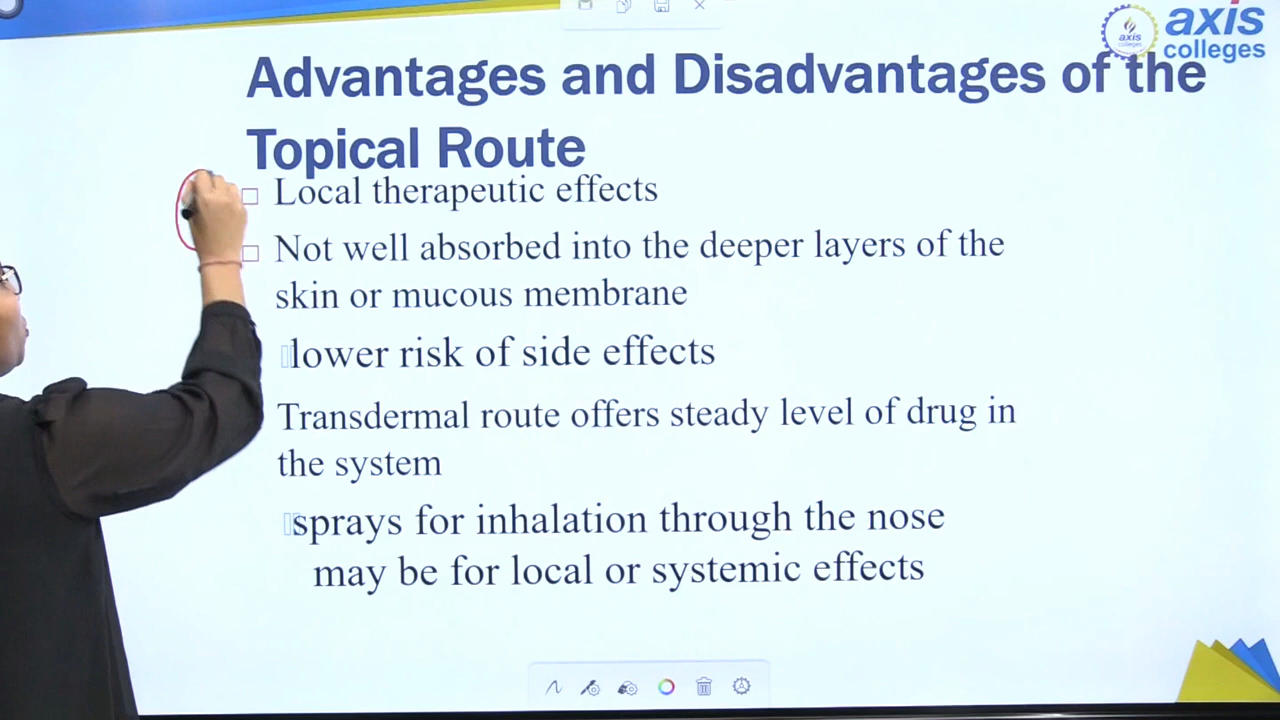 axis
colleges
axis
colleges
Advantages and Disadvantages of the
Topical Route
Local therapeutic effects
Not well absorbed into the deeper layers of the
skin or mucous membrane
lower risk of side effects
Transdermal route offers steady level of drug in
the system
sprays for inhalation through the nose
may be for local or systemic effects